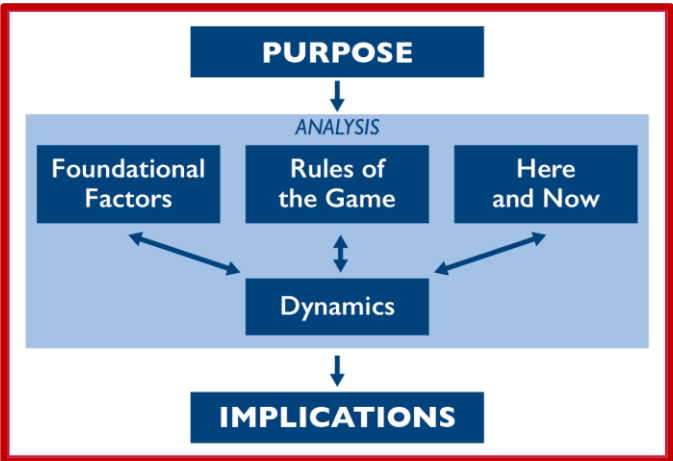 PURPOSE
ANALYSIS
Foundational
Factors
Rules of
the Game
Here
and Now
Dynamics
IMPLICATIONS